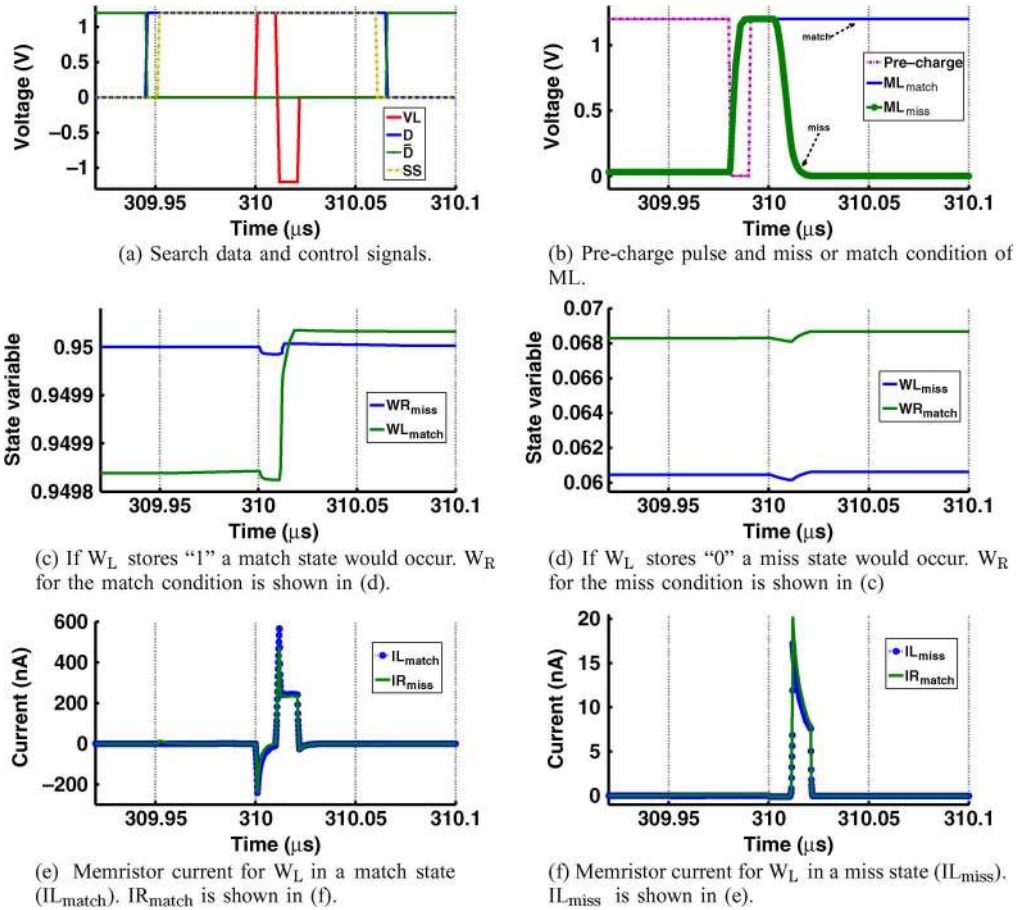 1.2
0.5
0
−0.5
−1
Voltage (V)
VL
D
D̄
SS
309.95 310 310.05 310.1
Time (μs)
(a) Search data and control signals.
1
0.5
0
Voltage (V)
match
Pre−charge
MLmatch
MLmiss
miss
309.95 310 310.05 310.1
Time (μs)
(b) Pre-charge pulse and miss or match condition of
ML.
0.95
0.9499
0.9499
0.9498
State variable
WRmiss
WLmatch
309.95 310 310.05 310.1
Time (μs)
(c) If WL stores “1” a match state would occur. WR
for the match condition is shown in (d).
0.07
0.068
0.066
0.064
0.062
0.06
State variable
WLmiss
WRmatch
309.95 310 310.05 310.1
Time (μs)
(d) If WL stores “0” a miss state would occur. WR
for the miss condition is shown in (c)
600
400
200
0
−200
Current (nA)
ILmatch
IRmiss
309.95 310 310.05 310.1
Time (μs)
(e) Memristor current for WL in a match state
(ILmatch). IRmatch is shown in (f).
20
15
10
5
0
Current (nA)
ILmiss
IRmatch
309.95 310 310.05 310.1
Time (μs)
(f) Memristor current for WL in a miss state (ILmiss).
ILmiss is shown in (e).